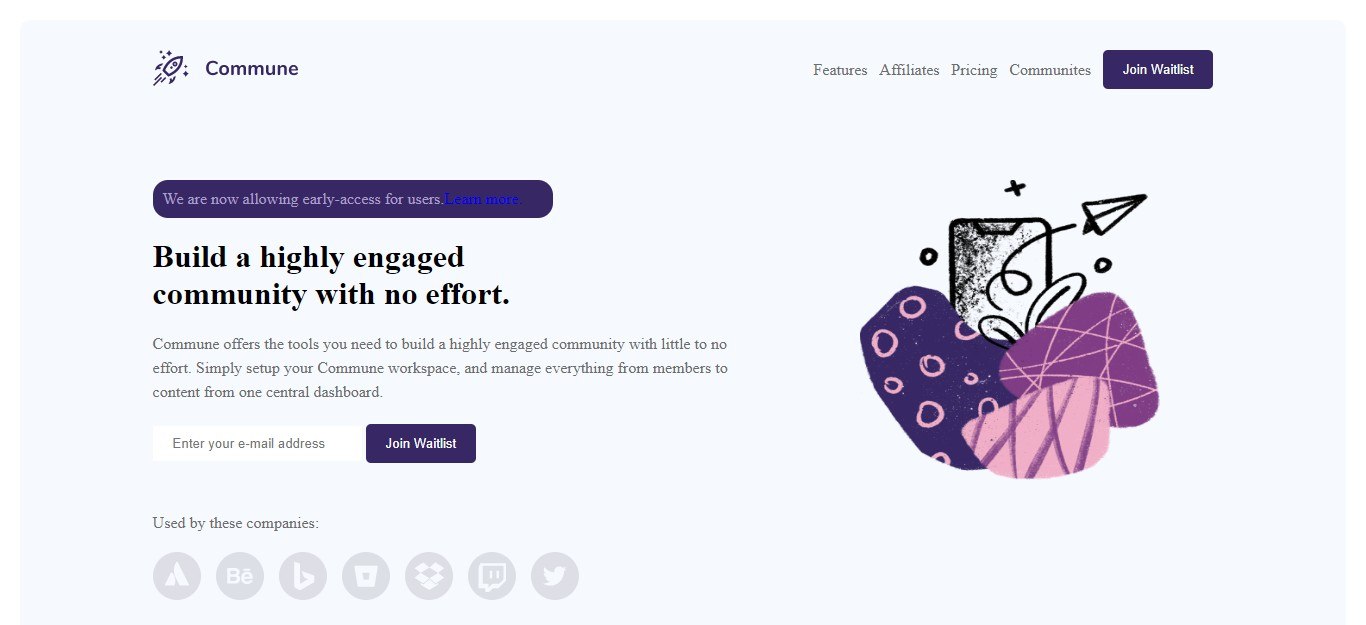 Commune
Features Affiliates Pricing Communites Join Waitlist
We are now allowing early-access for users.Learn more.
Build a highly engaged
community with no effort.
Commune offers the tools you need to build a highly engaged community with little to no
effort. Simply setup your Commune workspace, and manage everything from members to
content from one central dashboard.
Enter your e-mail address Join Waitlist
Used by these companies:
Bē